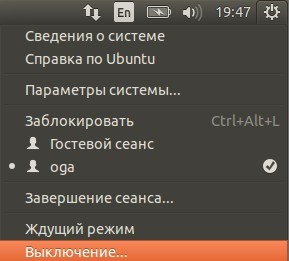 En 19:47
Сведения о системе
Справка по Ubuntu
Параметры системы...
Заблокировать Ctrl+Alt+L
Гостевой сеанс
oga
Завершение сеанса...
Ждущий режим
Выключение...